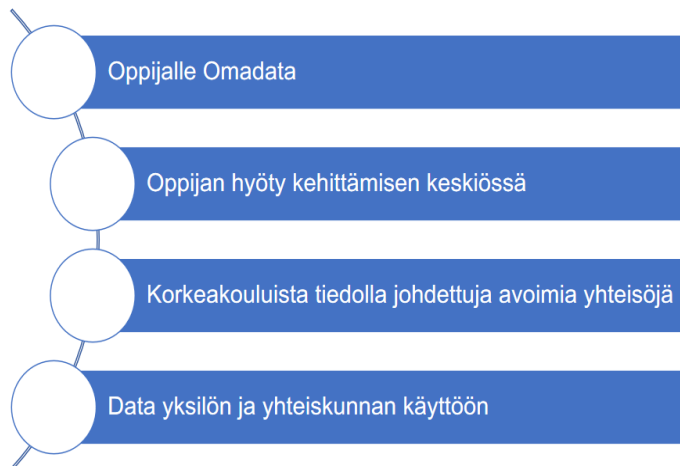 Oppijalle Omadata
Oppijan hyöty kehittämisen keskiössä
Korkeakouluista tiedolla johdettuja avoimia yhteisöjä
Data yksilön ja yhteiskunnan käyttöön